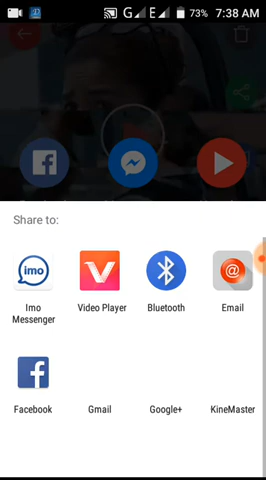 G E 73% 7:38 AM
Share to:
imo V @
Imo Messenger Video Player Bluetooth Email
Facebook Gmail Google+ KineMaster